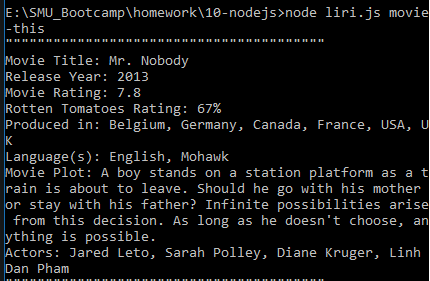 E:\SMU_Bootcamp\homework\10-nodejs>node liri.js movie
-this
"""""""""""""""""""""""""""""""""""""""""
Movie Title: Mr. Nobody
Release Year: 2013
Movie Rating: 7.8
Rotten Tomatoes Rating: 67%
Produced in: Belgium, Germany, Canada, France, USA, U
K
Language(s): English, Mohawk
Movie Plot: A boy stands on a station platform as a t
rain is about to leave. Should he go with his mother
or stay with his father? Infinite possibilities arise
 from this decision. As long as he doesn't choose, an
ything is possible.
Actors: Jared Leto, Sarah Polley, Diane Kruger, Linh
Dan Pham
"""""""""""""""""""""""""""""""""""""""""